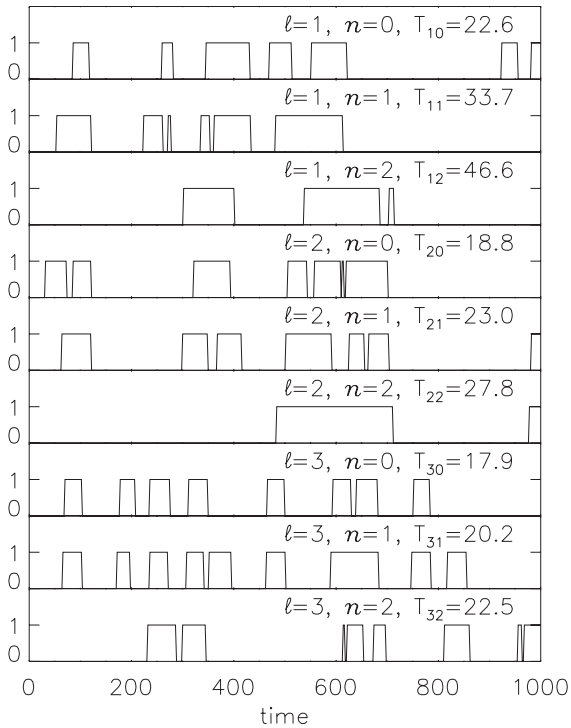 ℓ=1, n=0, T₁₀=22.6
1
0
ℓ=1, n=1, T₁₁=33.7
1
0
ℓ=1, n=2, T₁₂=46.6
1
0
ℓ=2, n=0, T₂₀=18.8
1
0
ℓ=2, n=1, T₂₁=23.0
1
0
ℓ=2, n=2, T₂₂=27.8
1
0
ℓ=3, n=0, T₃₀=17.9
1
0
ℓ=3, n=1, T₃₁=20.2
1
0
ℓ=3, n=2, T₃₂=22.5
1
0
0 200 400 600 800 1000
time